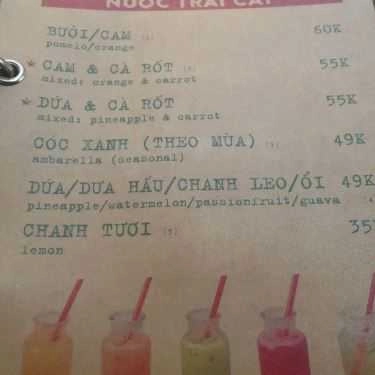 NƯỚC TRÁI CÂY
BƯỞI/CAM 60K
pomelo/orange
* CAM & CÀ RỐT 55K
mixed: orange & carrot
* DỨA & CÀ RỐT 55K
mixed: pineapple & carrot
CÓC XANH (THEO MÙA) 49K
ambarella (seasonal)
DỨA/DƯA HẤU/CHANH LEO/ỔI 49K
pineapple/watermelon/passionfruit/guava
CHANH TƯƠI 35
lemon